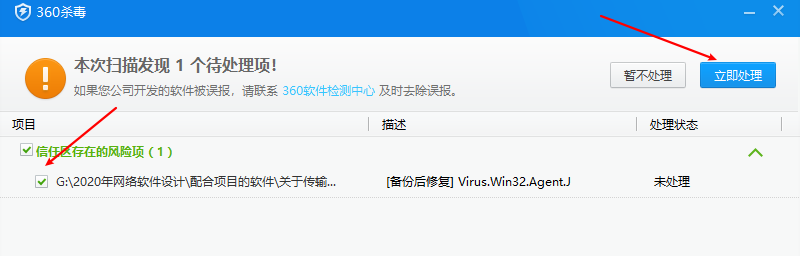 360杀毒
本次扫描发现 1 个待处理项!
如果您公司开发的软件被误报，请联系 360软件检测中心 及时去除误报。
暂不处理
立即处理
项目 描述 处理状态
信任区存在的风险项（1）
G:\2020年网络软件设计\配合项目的软件\关于传输... [备份后修复] Virus.Win32.Agent.J 未处理